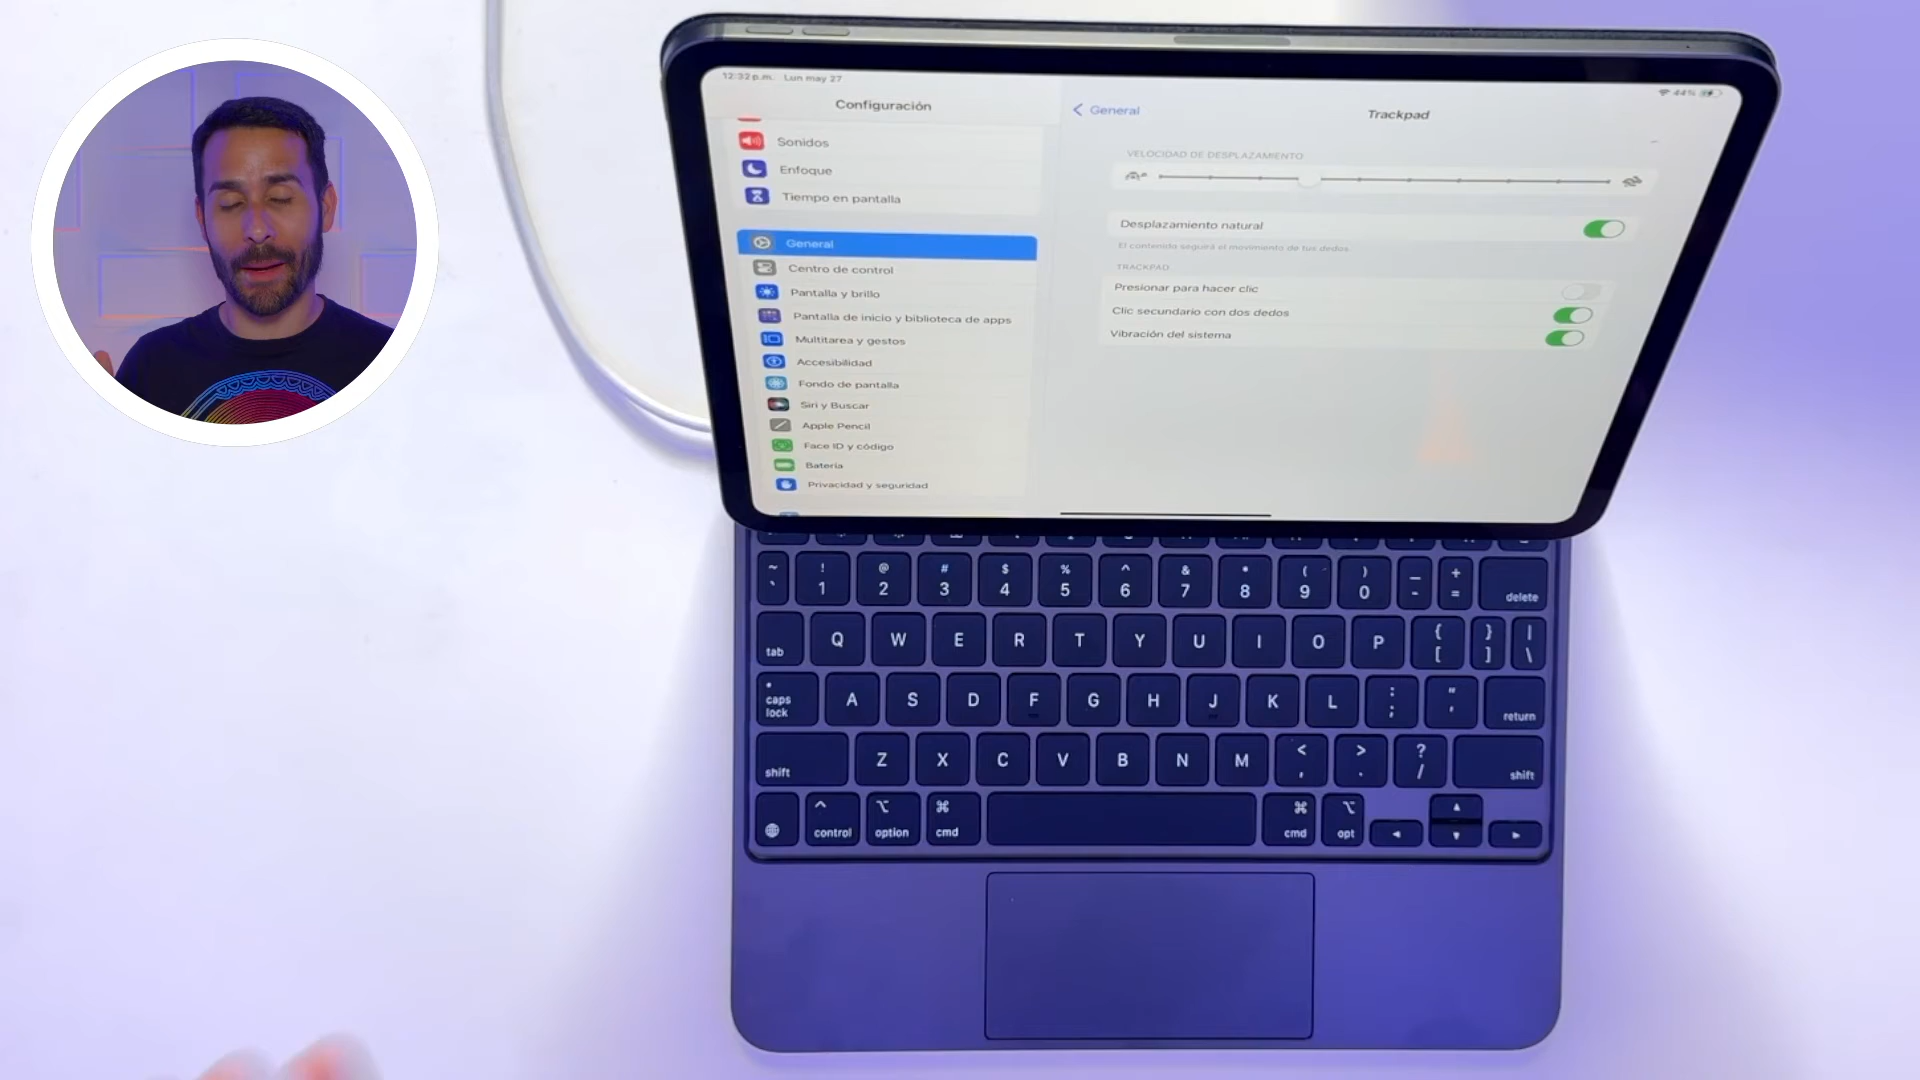 12:32 p.m. Lun may 27
44%
Configuración
Sonidos
Enfoque
Tiempo en pantalla
General
Centro de control
Pantalla y brillo
Pantalla de inicio y biblioteca de apps
Multitarea y gestos
Accesibilidad
Fondo de pantalla
Siri y Buscar
Apple Pencil
Face ID y código
Batería
Privacidad y seguridad
General
Trackpad
VELOCIDAD DE DESPLAZAMIENTO
Desplazamiento natural
El contenido seguirá el movimiento de tus dedos.
TRACKPAD
Presionar para hacer clic
Clic secundario con dos dedos
Vibración del sistema
~ ! @ # $ % ^ & * ( ) _ +
` 1 2 3 4 5 6 7 8 9 0 - = delete
tab Q W E R T Y U I O P { [ } ] | \
caps lock A S D F G H J K L : ; " ' return
shift Z X C V B N M < , > . ? / shift
^ control ⌥ option ⌘ cmd ⌘ cmd ⌥ opt ◀ ▲ ▼ ▶